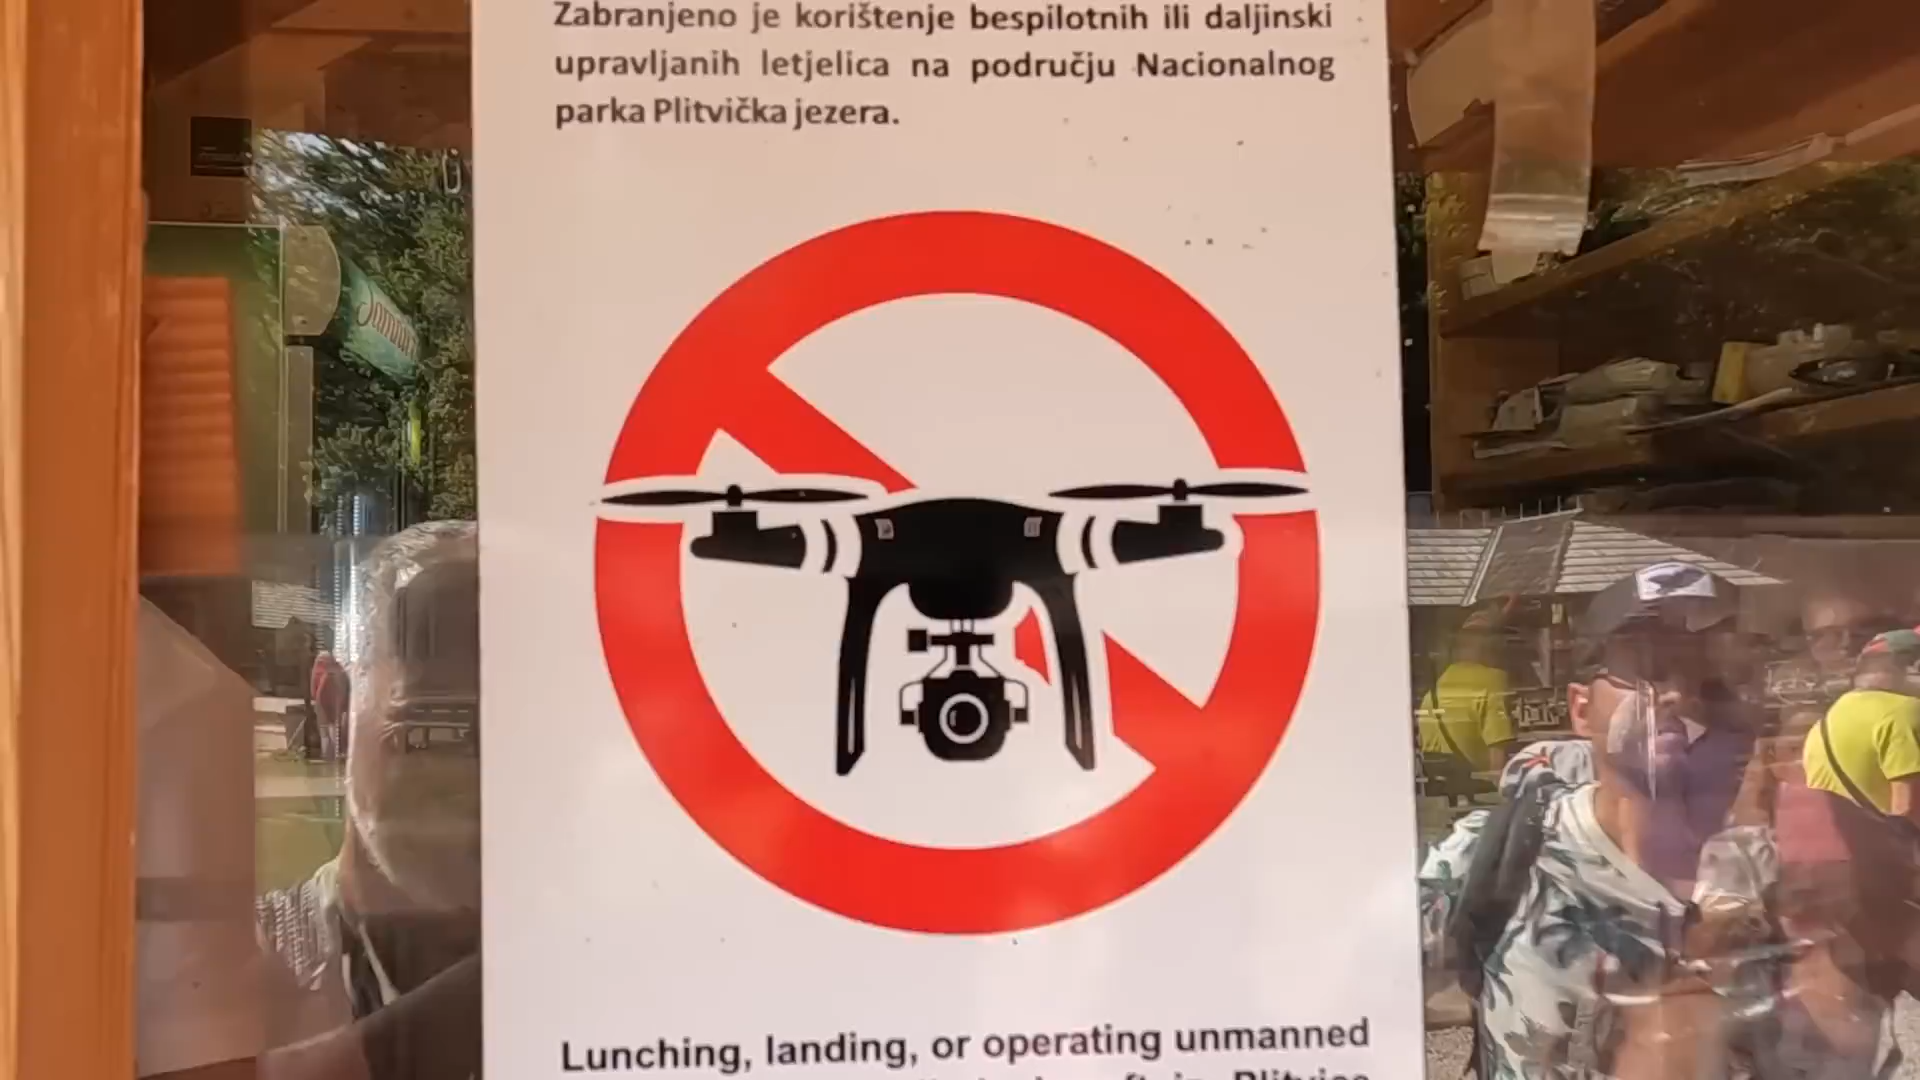 Zabranjeno je korištenje bespilotnih ili daljinski
upravljanih letjelica na području Nacionalnog
parka Plitvička jezera.
Lunching, landing, or operating unmanned